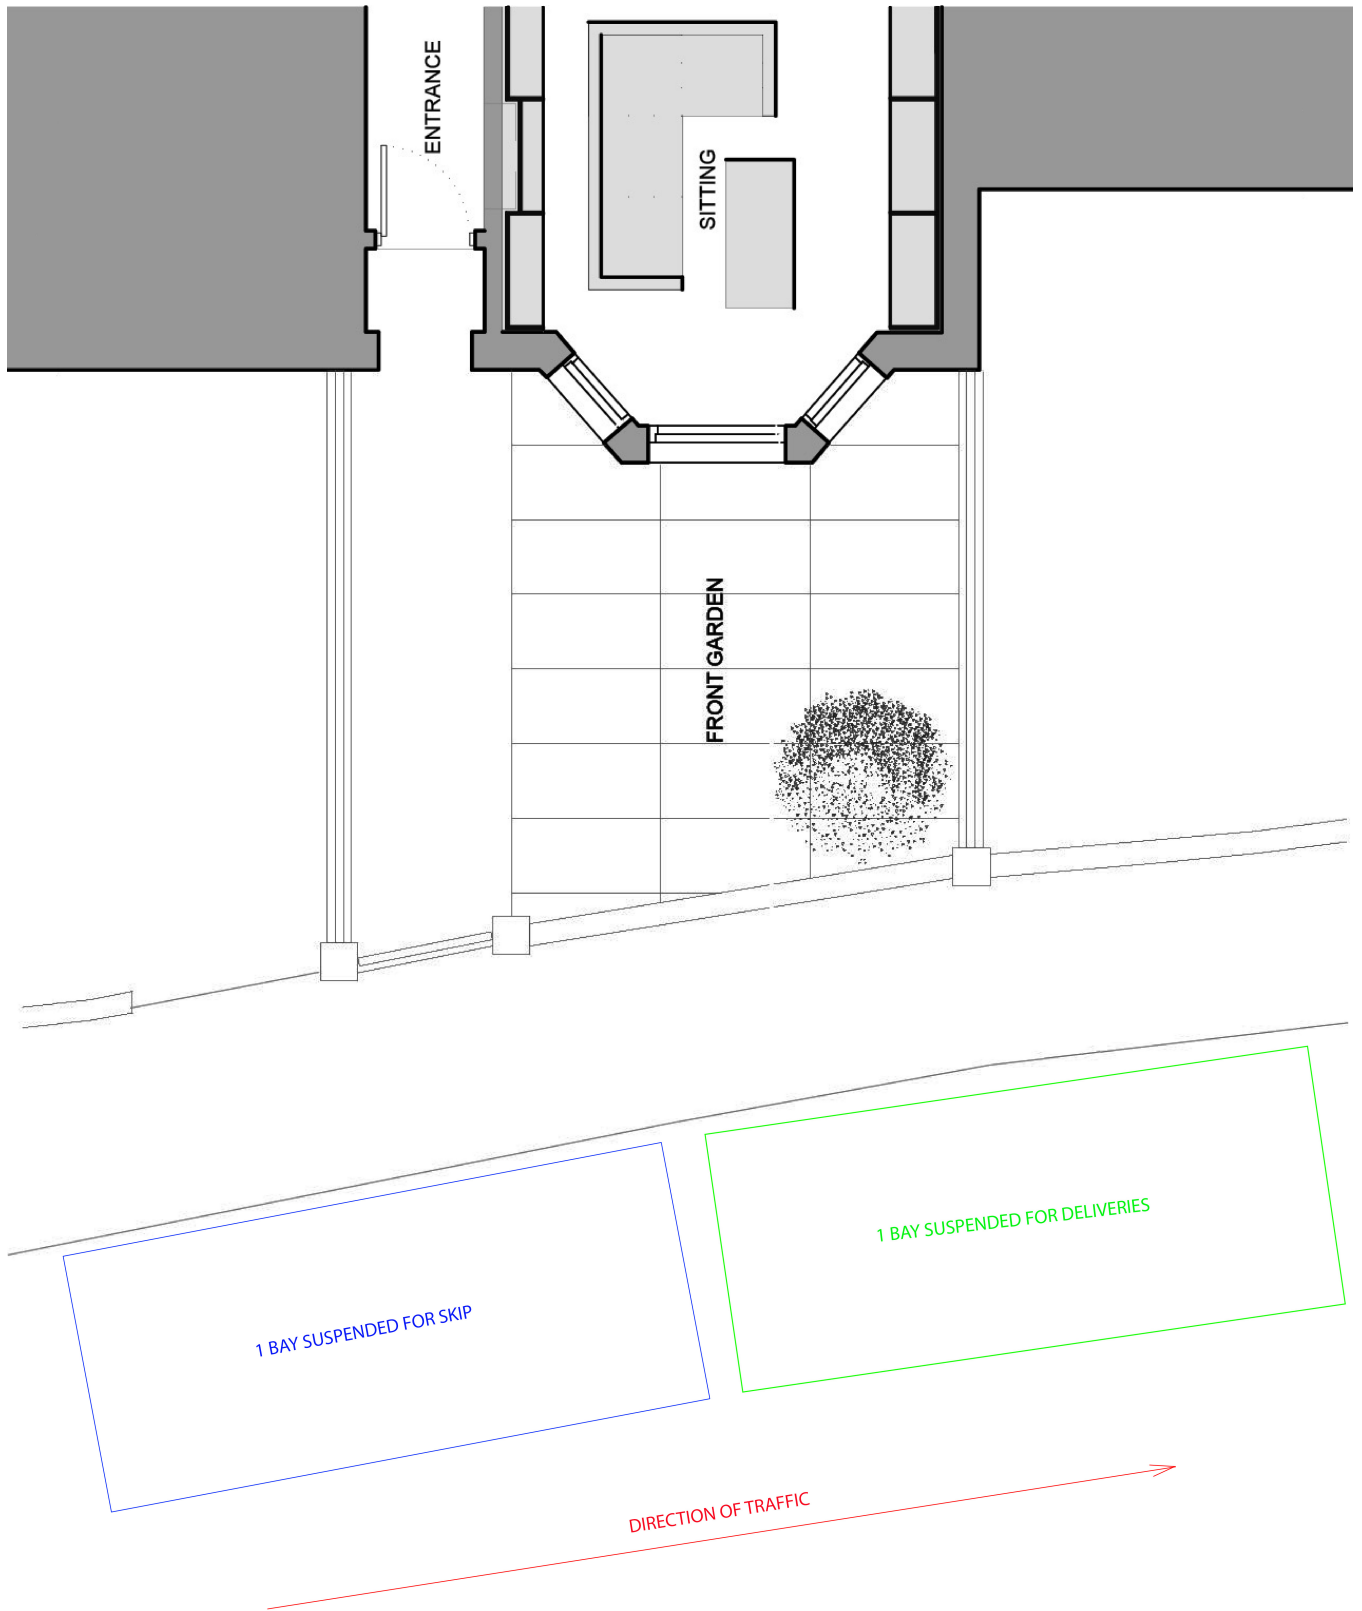 ENTRANCE
SITTING
FRONT GARDEN
1 BAY SUSPENDED FOR DELIVERIES
1 BAY SUSPENDED FOR SKIP
DIRECTION OF TRAFFIC